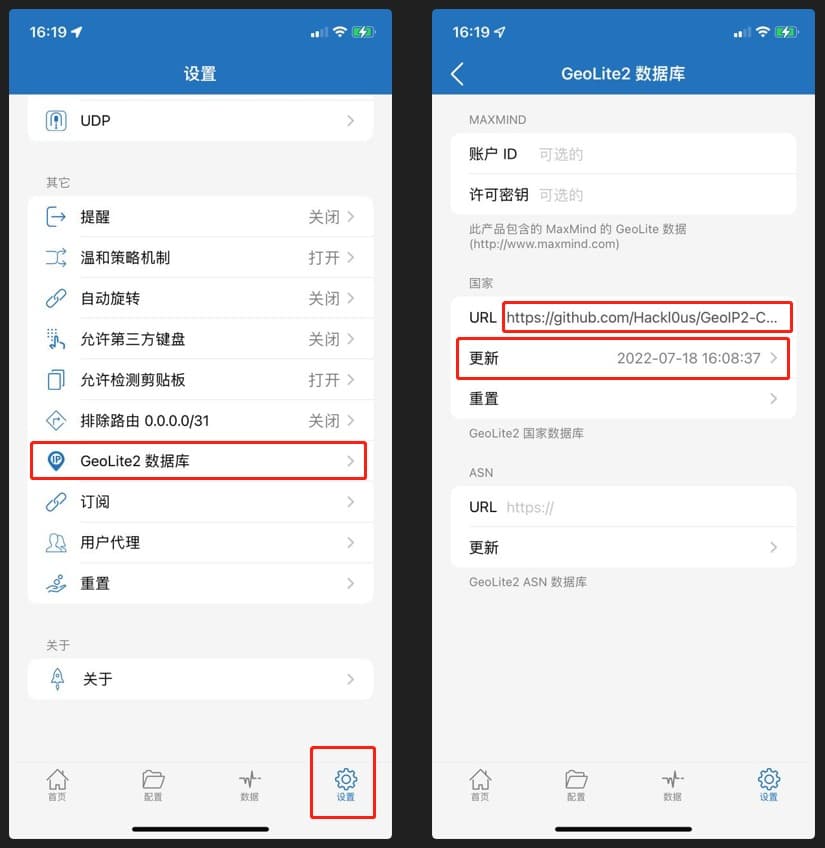 16:19
设置
UDP
其它
提醒 关闭
温和策略机制 打开
自动旋转 关闭
允许第三方键盘 关闭
允许检测剪贴板 打开
排除路由 0.0.0.0/31 关闭
IP GeoLite2 数据库
订阅
用户代理
重置
关于
关于
首页 配置 数据 设置
16:19
GeoLite2 数据库
MAXMIND
账户 ID 可选的
许可密钥 可选的
此产品包含的 MaxMind 的 GeoLite 数据
(http://www.maxmind.com)
国家
URL https://github.com/Hackl0us/GeoIP2-C...
更新 2022-07-18 16:08:37
重置
GeoLite2 国家数据库
ASN
URL https://
更新
GeoLite2 ASN 数据库
首页 配置 数据 设置